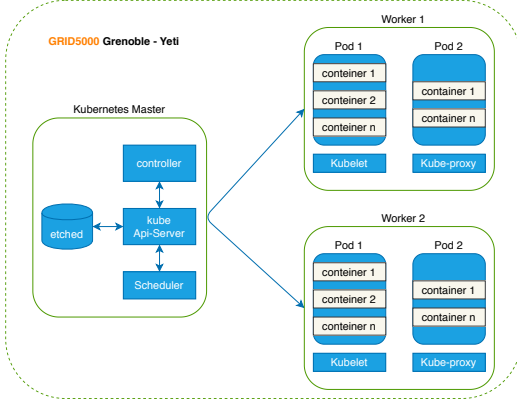 GRID5000 Grenoble - Yeti
Kubernetes Master
controller
etched
kube
Api-Server
Scheduler
Worker 1
Pod 1
Pod 2
conteiner 1
conteiner 2
conteiner n
container 1
container n
Kubelet
Kube-proxy
Worker 2
Pod 1
Pod 2
conteiner 1
conteiner 2
conteiner n
container 1
container n
Kubelet
Kube-proxy